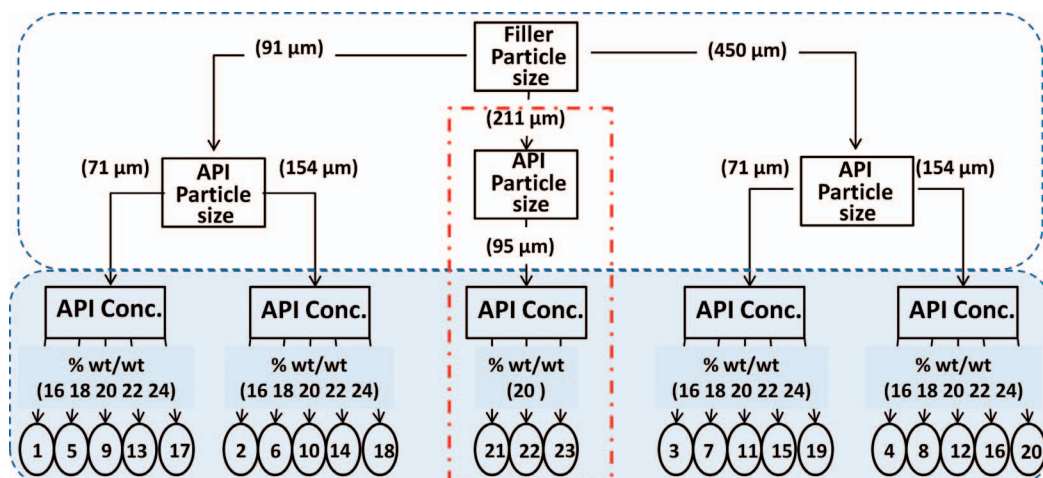 Filler
Particle
size
(91 μm)
(450 μm)
(211 μm)
(71 μm)
API
Particle
size
(154 μm)
API
Particle
size
(71 μm)
API
Particle
size
(154 μm)
(95 μm)
API Conc.
API Conc.
API Conc.
API Conc.
API Conc.
% wt/wt
(16 18 20 22 24)
% wt/wt
(16 18 20 22 24)
% wt/wt
(20 )
% wt/wt
(16 18 20 22 24)
% wt/wt
(16 18 20 22 24)
1 5 9 13 17
2 6 10 14 18
21 22 23
3 7 11 15 19
4 8 12 16 20